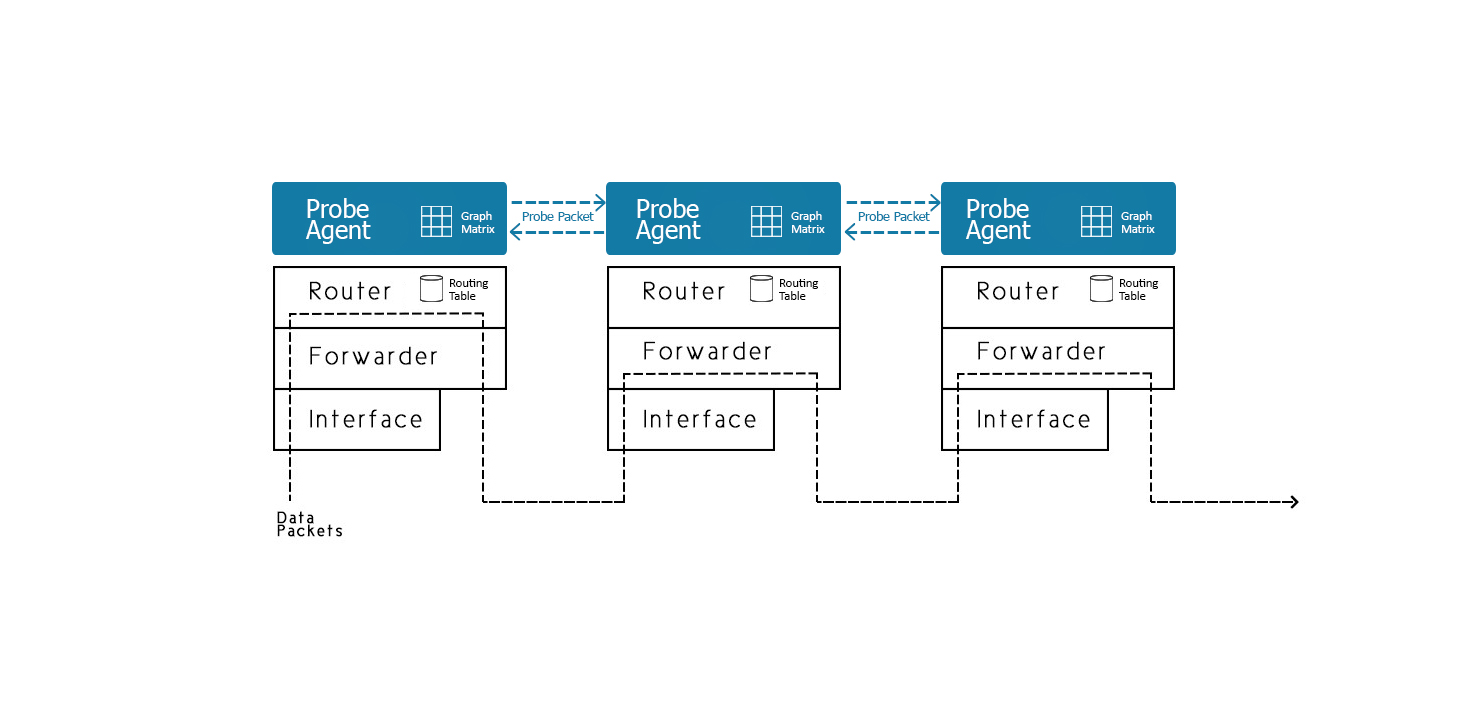 Probe
Agent
Graph
Matrix
Probe Packet
Probe
Agent
Graph
Matrix
Probe Packet
Probe
Agent
Graph
Matrix
Router
Routing
Table
Router
Routing
Table
Router
Routing
Table
Forwarder
Forwarder
Forwarder
Interface
Interface
Interface
Data
Packets